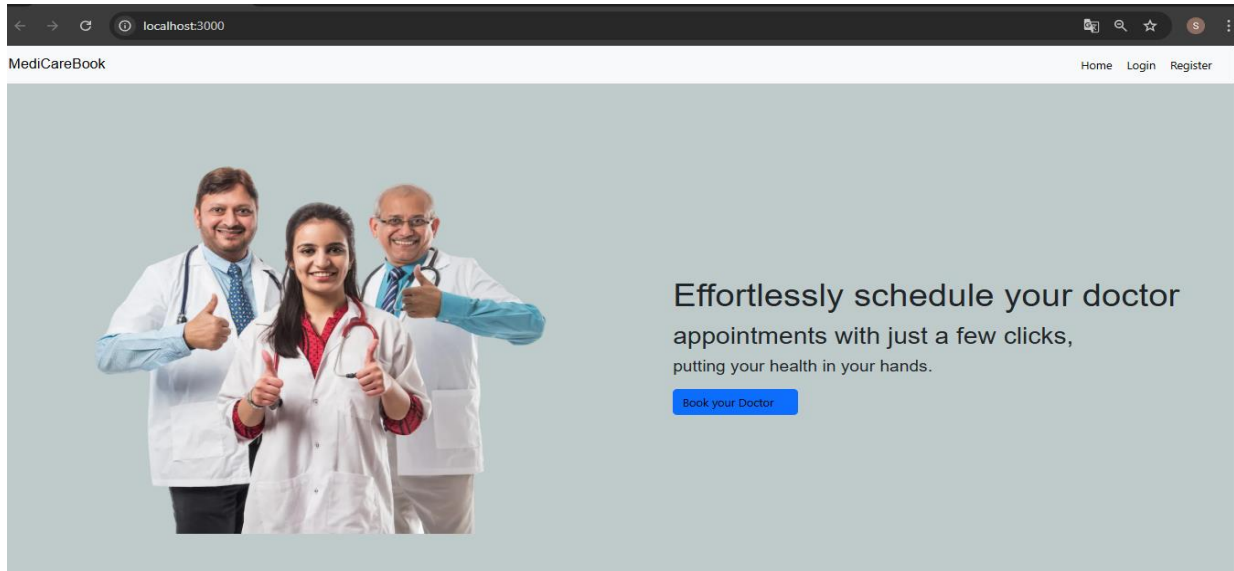 localhost:3000
S
MediCareBook
Home Login Register
Effortlessly schedule your doctor
appointments with just a few clicks,
putting your health in your hands.
Book your Doctor